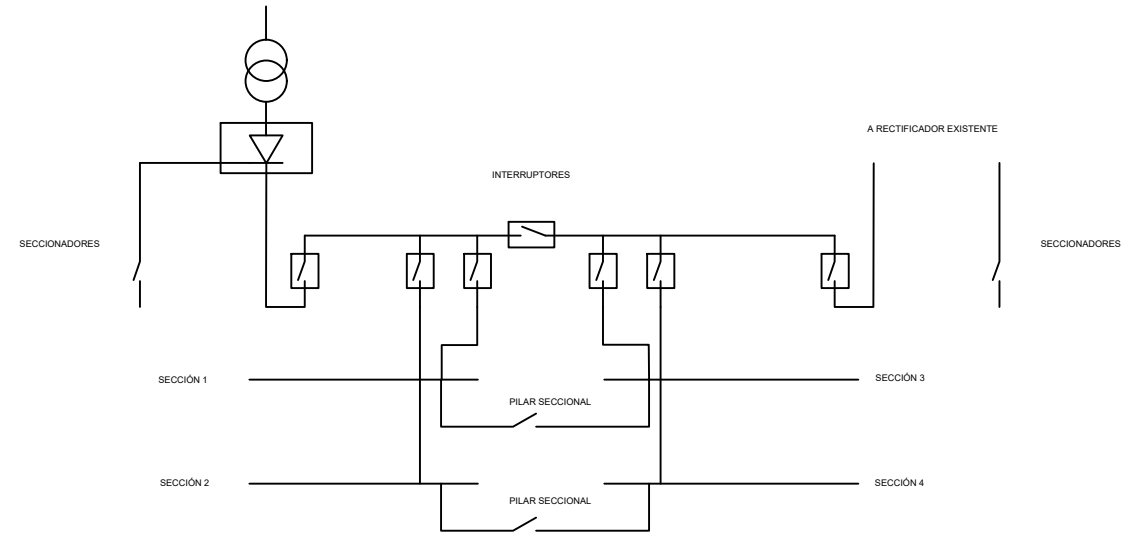 A RECTIFICADOR EXISTENTE
INTERRUPTORES
SECCIONADORES
SECCIONADORES
SECCIÓN 1
SECCIÓN 3
PILAR SECCIONAL
SECCIÓN 2
SECCIÓN 4
PILAR SECCIONAL